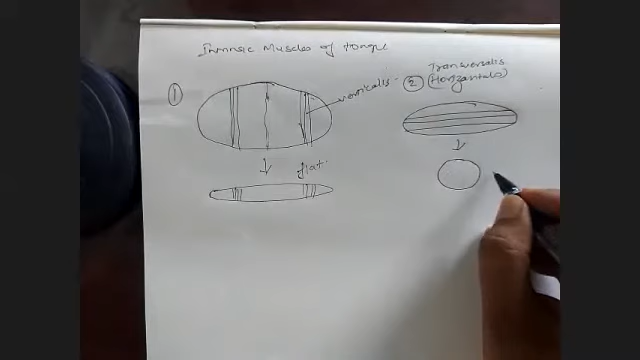 Intrinsic Muscles of tongue
①
verticalis.
flat.
② Transversalis
(Horizontals)